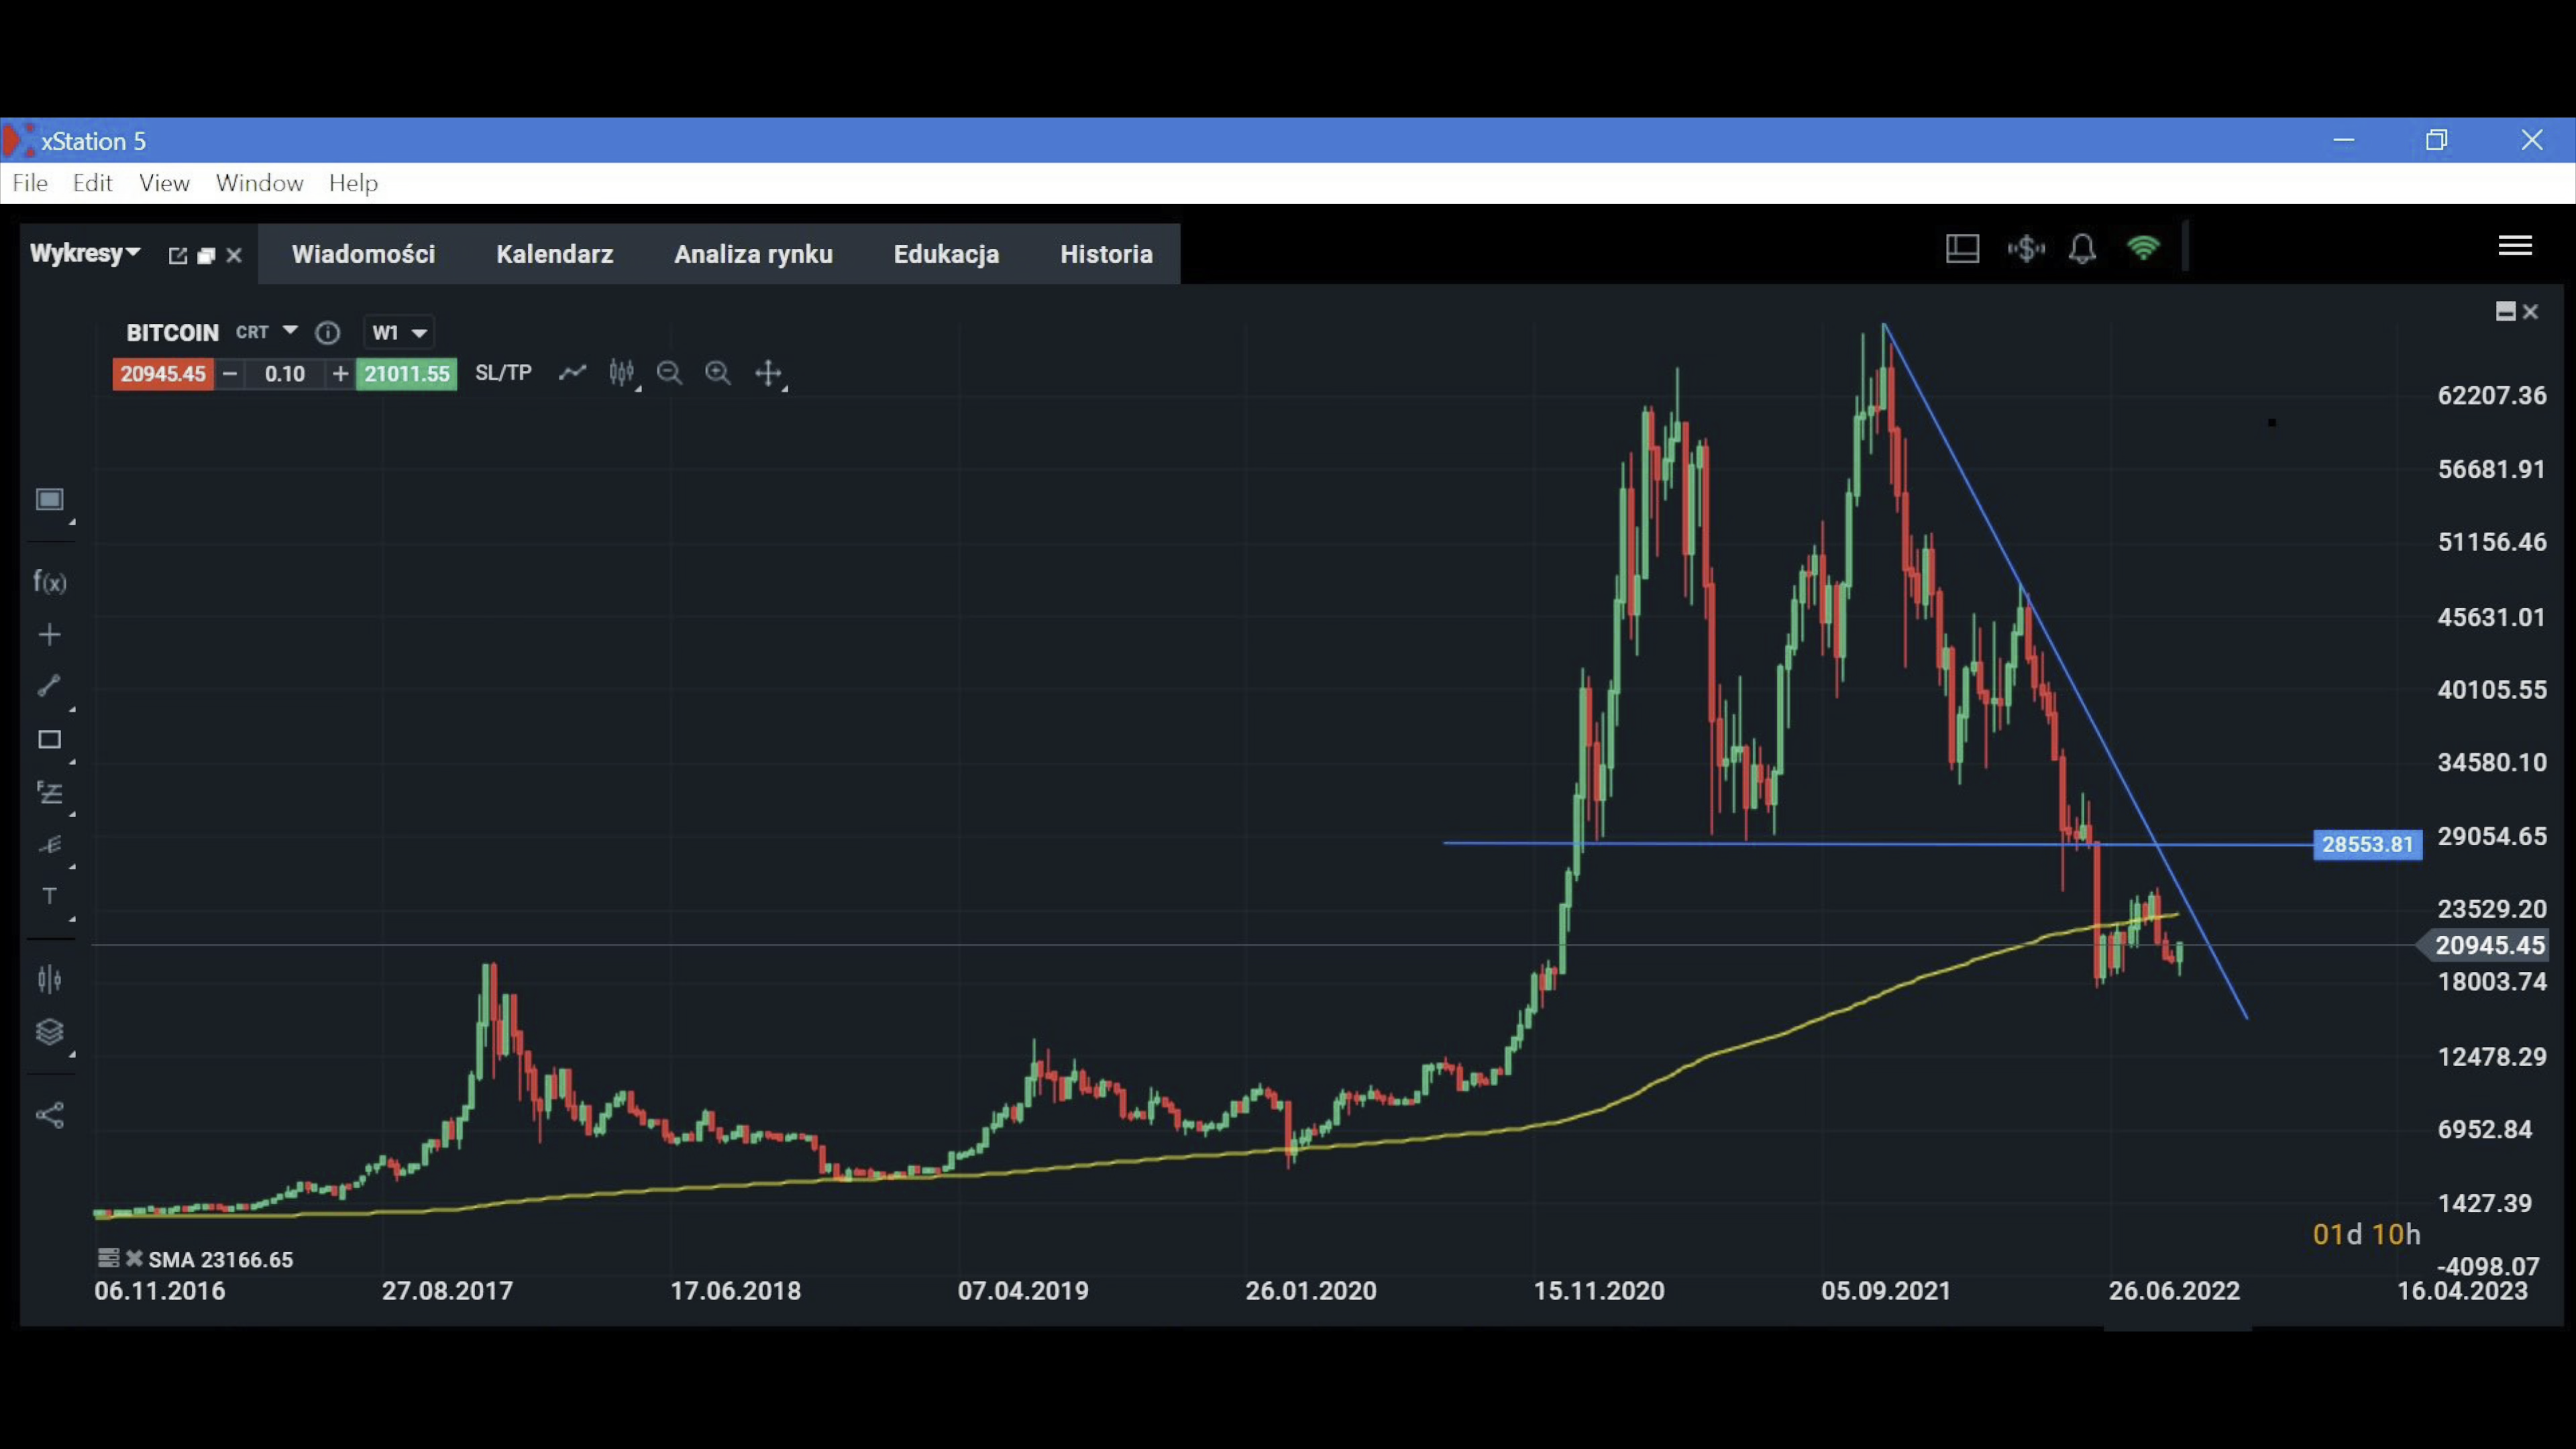 xStation 5
File Edit View Window Help
Wykresy Wiadomości Kalendarz Analiza rynku Edukacja Historia
BITCOIN CRT W1
20945.45 − 0.10 + 21011.55 SL/TP
62207.36
56681.91
f(x)
51156.46
45631.01
40105.55
34580.10
F
28553.81 29054.65
E
T
23529.20
20945.45
18003.74
12478.29
6952.84
1427.39
01d 10h
SMA 23166.65
-4098.07
06.11.2016 27.08.2017 17.06.2018 07.04.2019 26.01.2020 15.11.2020 05.09.2021 26.06.2022 16.04.2023